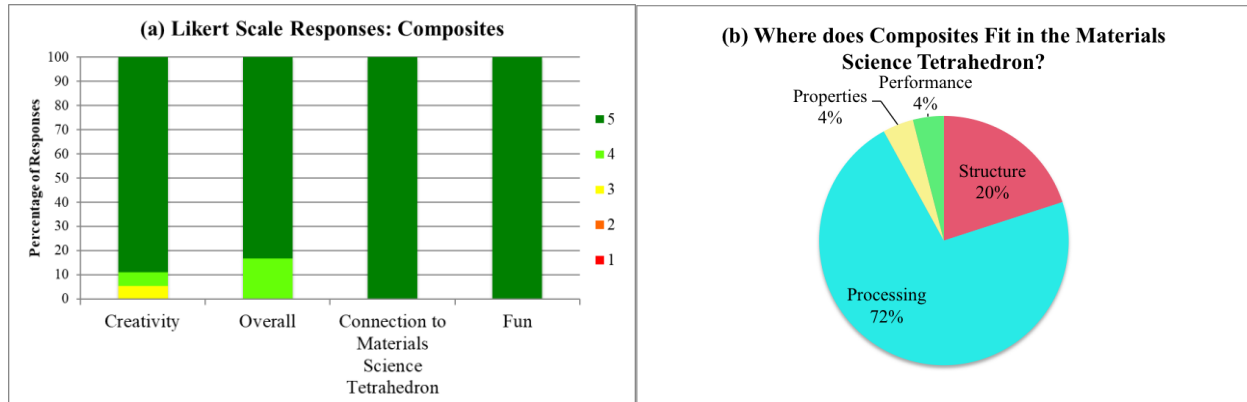 (a) Likert Scale Responses: Composites
Percentage of Responses
100
90
80
70
60
50
40
30
20
10
0
Creativity
Overall
Connection to
Materials
Science
Tetrahedron
Fun
5
4
3
2
1
(b) Where does Composites Fit in the Materials
Science Tetrahedron?
Performance
4%
Properties
4%
Structure
20%
Processing
72%